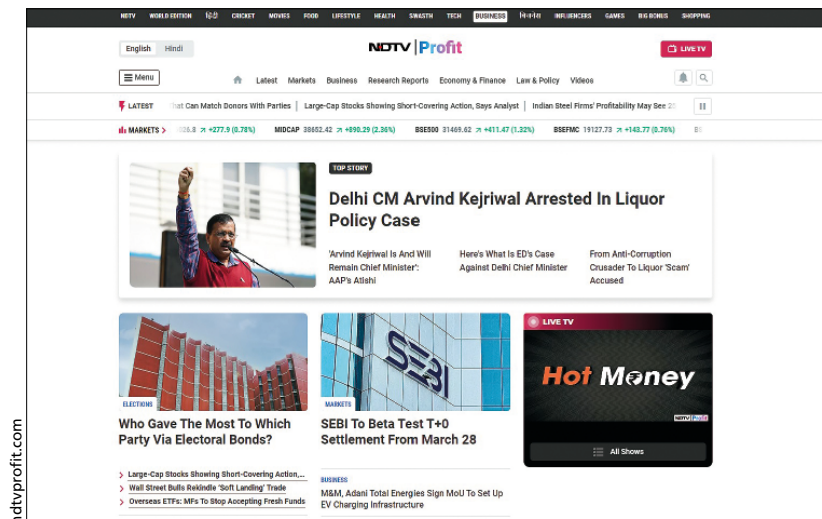 NDTV WORLD EDITION हिंदी CRICKET MOVIES FOOD LIFESTYLE HEALTH SWASTH TECH BUSINESS बिजनेस INFLUENCERS GAMES BIG BONUS SHOPPING
English Hindi
NDTV | Profit
LIVE TV
Menu
Latest Markets Business Research Reports Economy & Finance Law & Policy Videos
LATEST That Can Match Donors With Parties | Large-Cap Stocks Showing Short-Covering Action, Says Analyst | Indian Steel Firms' Profitability May See
MARKETS > +277.9 (0.78%) MIDCAP 38652.42 +890.29 (2.36%) BSE500 31469.62 +411.47 (1.32%) BSEFMC 19127.73 +143.77 (0.76%)
TOP STORY
Delhi CM Arvind Kejriwal Arrested In Liquor
Policy Case
'Arvind Kejriwal Is And Will
Remain Chief Minister':
AAP's Atishi
Here's What Is ED's Case
Against Delhi Chief Minister
From Anti-Corruption
Crusader To Liquor 'Scam'
Accused
ELECTIONS
Who Gave The Most To Which
Party Via Electoral Bonds?
> Large-Cap Stocks Showing Short-Covering Action,...
> Wall Street Bulls Rekindle 'Soft Landing' Trade
> Overseas ETFs: MFs To Stop Accepting Fresh Funds
SEBI
MARKETS
SEBI To Beta Test T+0
Settlement From March 28
BUSINESS
M&M, Adani Total Energies Sign MoU To Set Up
EV Charging Infrastructure
LIVE TV
Hot Money
NDTV Profit
All Shows
ndtvprofit.com